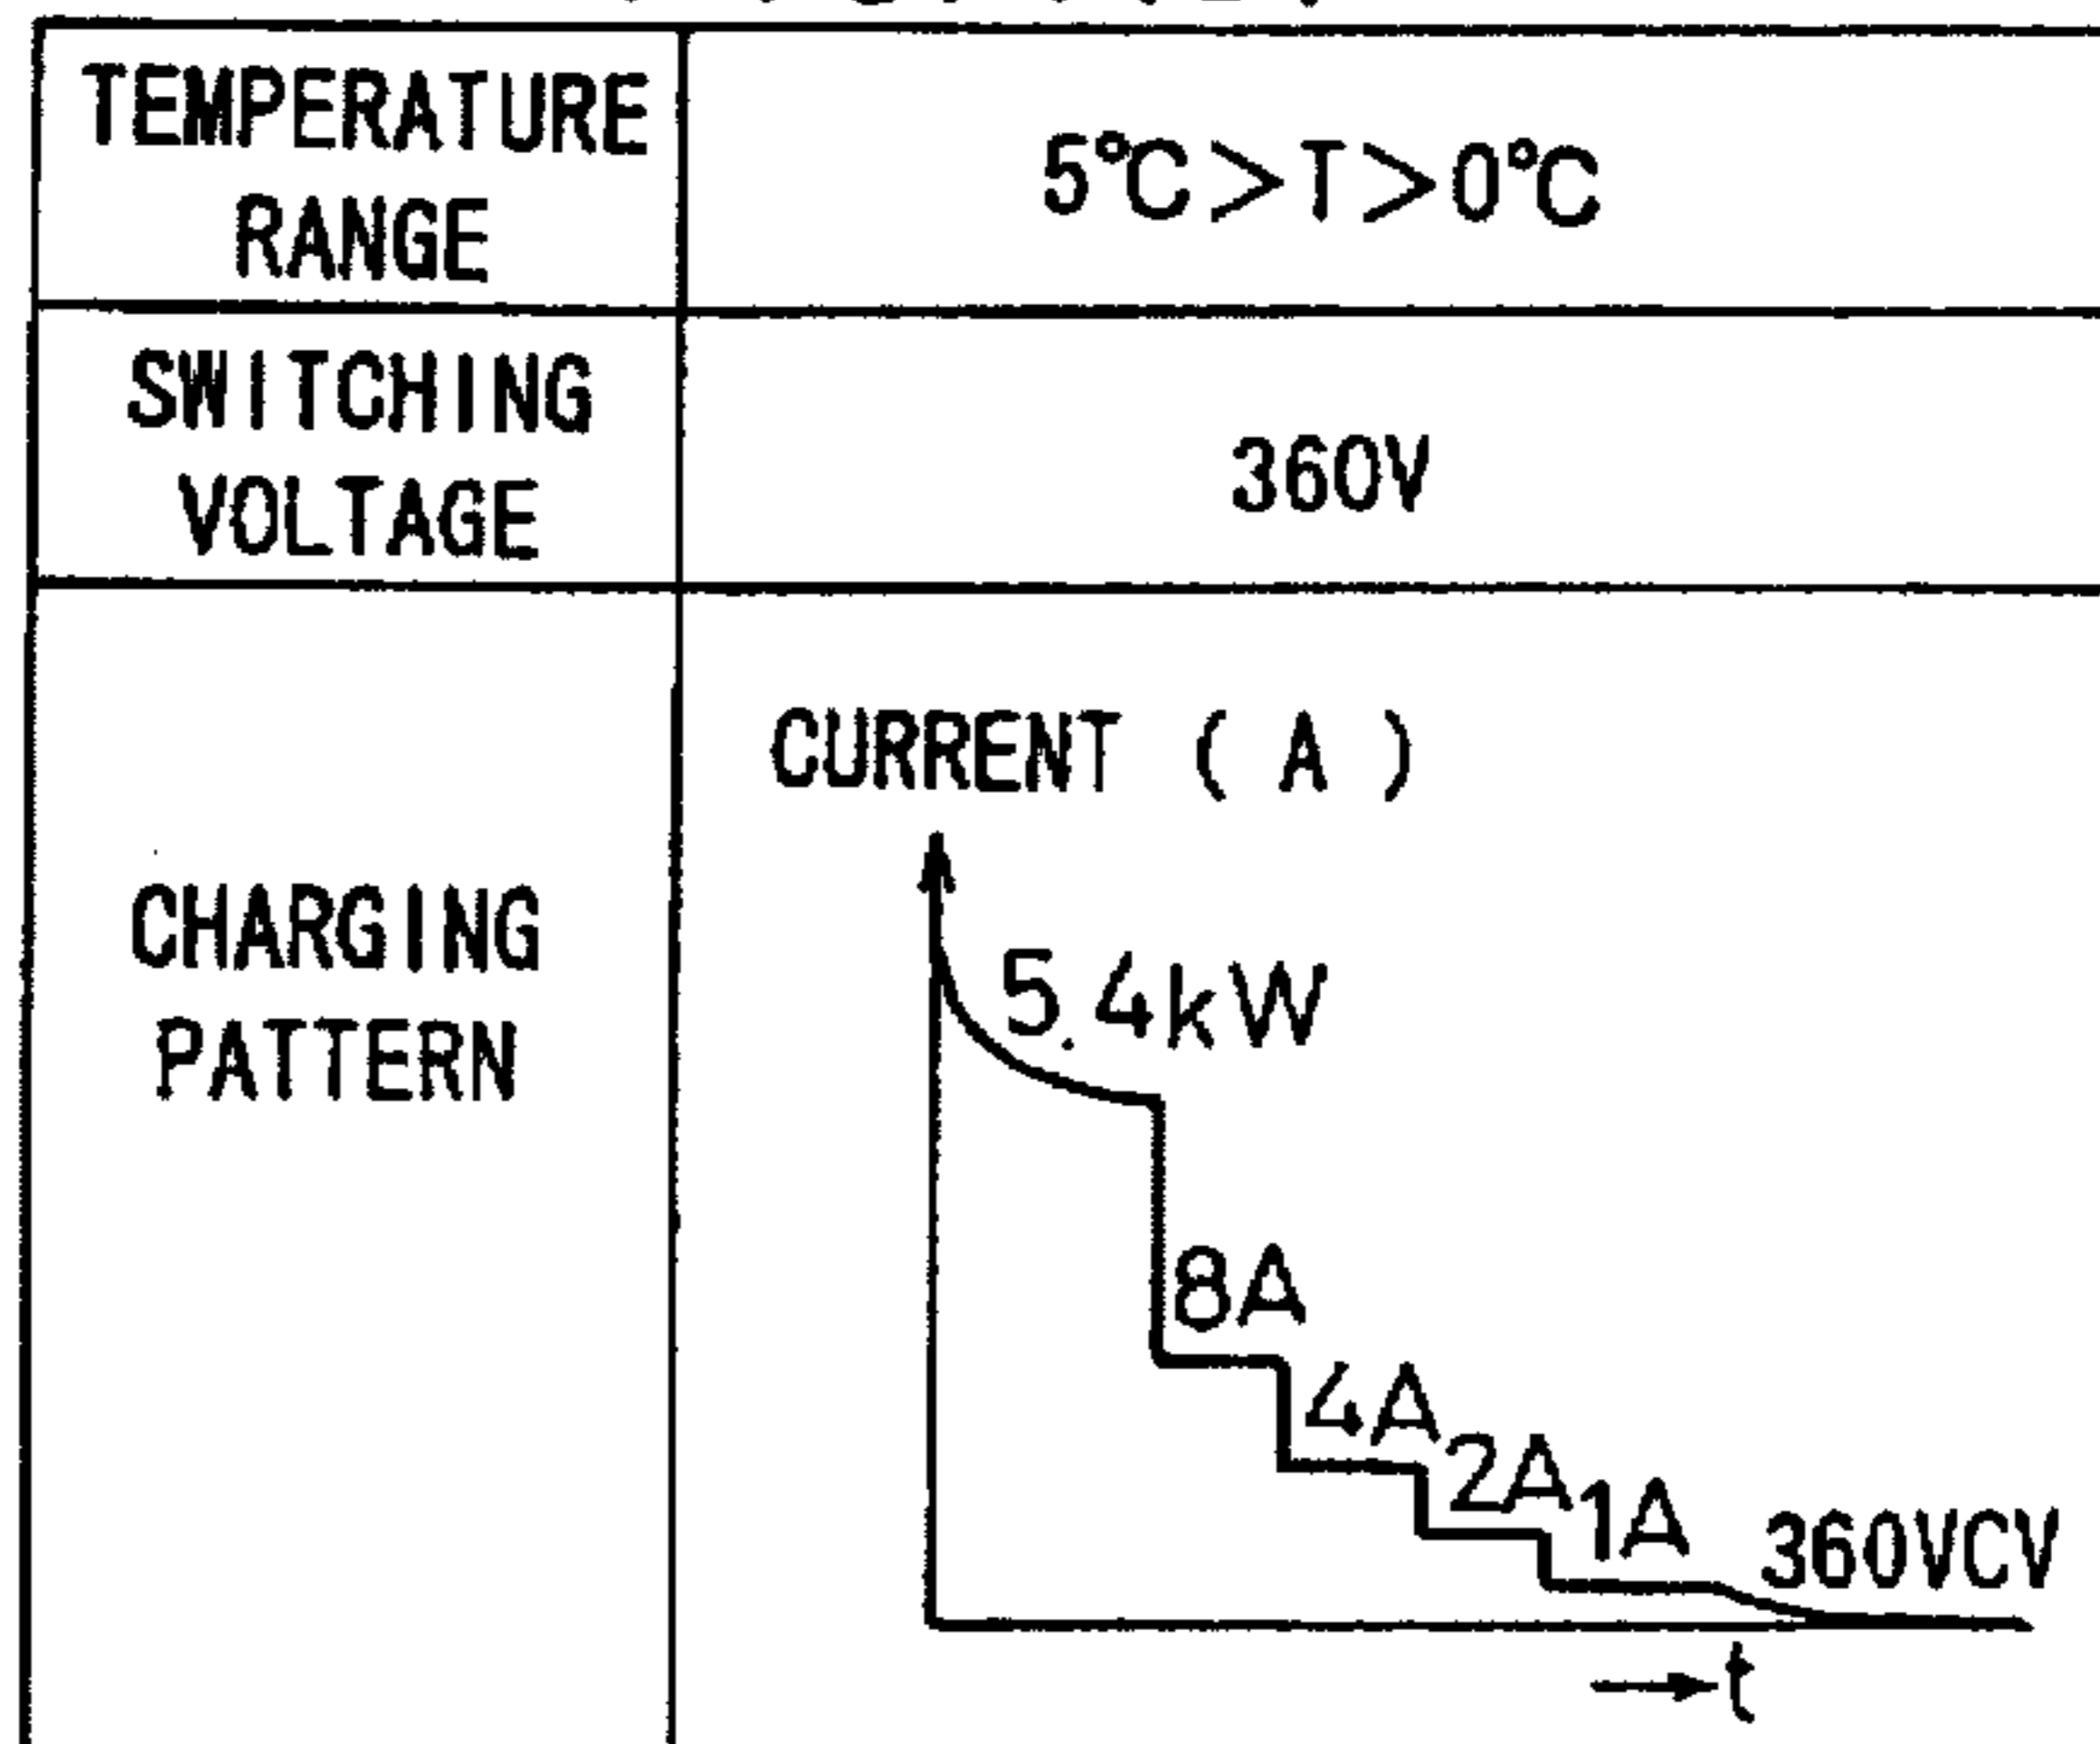 TEMPERATURE
RANGE
5℃>T>0℃
SWITCHING
VOLTAGE
360V
CHARGING
PATTERN
CURRENT ( A )
5.4kW
8A
4A
2A
1A
360VCV
t